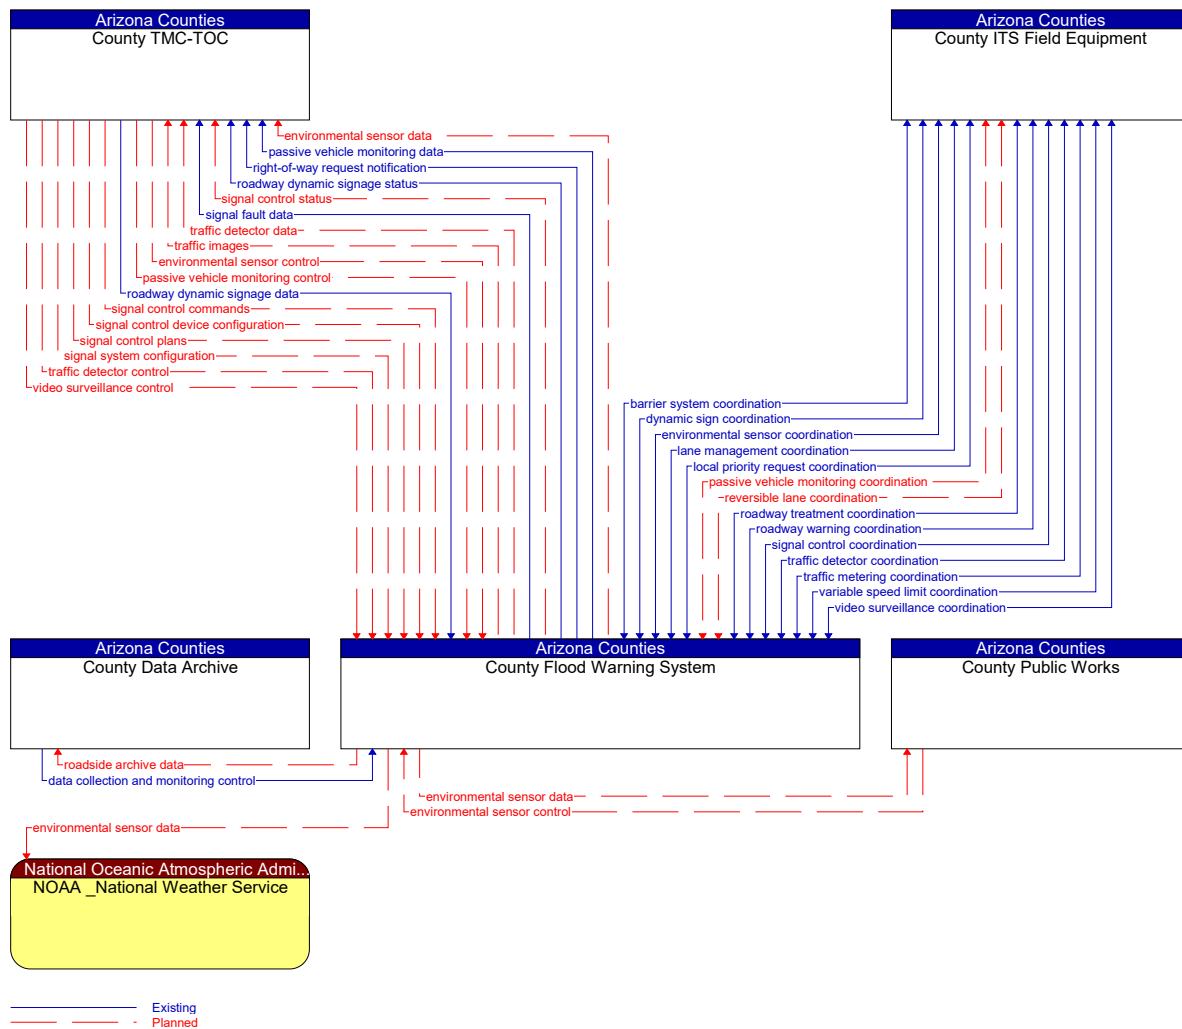 Arizona Counties
County TMC-TOC
Arizona Counties
County ITS Field Equipment
environmental sensor data
passive vehicle monitoring data
right-of-way request notification
roadway dynamic signage status
signal control status
signal fault data
traffic detector data
traffic images
environmental sensor control
passive vehicle monitoring control
roadway dynamic signage data
signal control commands
signal control device configuration
signal control plans
signal system configuration
traffic detector control
video surveillance control
barrier system coordination
dynamic sign coordination
environmental sensor coordination
lane management coordination
local priority request coordination
passive vehicle monitoring coordination
reversible lane coordination
roadway treatment coordination
roadway warning coordination
signal control coordination
traffic detector coordination
traffic metering coordination
variable speed limit coordination
video surveillance coordination
Arizona Counties
County Data Archive
Arizona Counties
County Flood Warning System
Arizona Counties
County Public Works
roadside archive data
data collection and monitoring control
environmental sensor data
environmental sensor control
environmental sensor data
National Oceanic Atmospheric Admi...
NOAA _National Weather Service
Existing
Planned